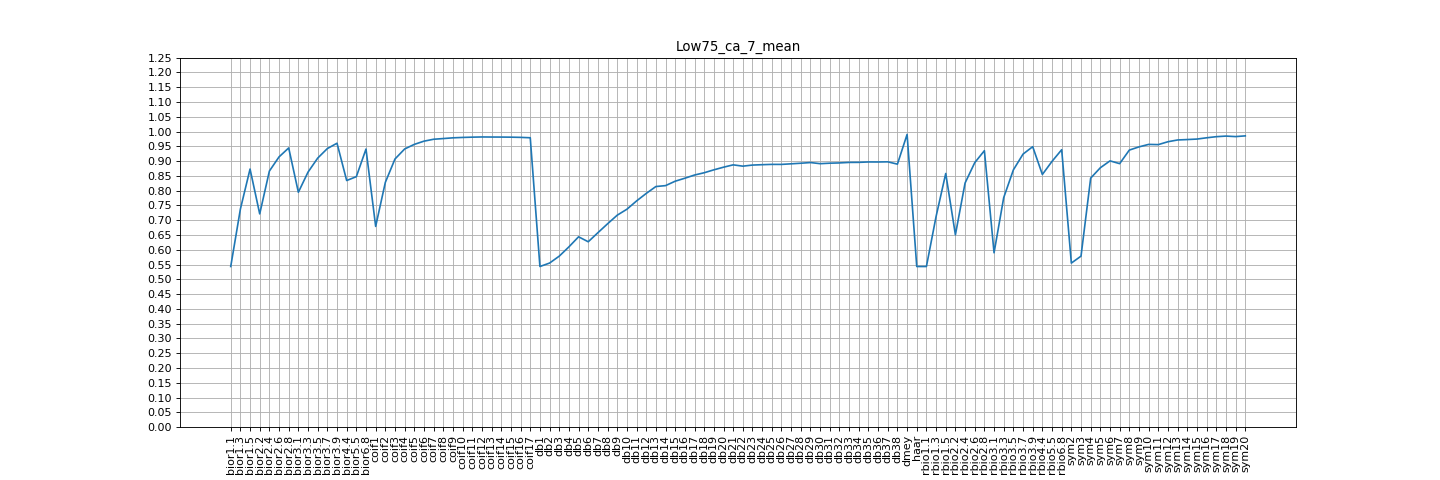 Low75_ca_7_mean
1.25
1.20
1.15
1.10
1.05
1.00
0.95
0.90
0.85
0.80
0.75
0.70
0.65
0.60
0.55
0.50
0.45
0.40
0.35
0.30
0.25
0.20
0.15
0.10
0.05
0.00
bior1.1
bior1.3
bior1.5
bior2.2
bior2.4
bior2.6
bior2.8
bior3.1
bior3.3
bior3.5
bior3.7
bior3.9
bior4.4
bior5.5
bior6.8
coif1
coif2
coif3
coif4
coif5
coif6
coif7
coif8
coif9
coif10
coif11
coif12
coif13
coif14
coif15
coif16
coif17
db1
db2
db3
db4
db5
db6
db7
db8
db9
db10
db11
db12
db13
db14
db15
db16
db17
db18
db19
db20
db21
db22
db23
db24
db25
db26
db27
db28
db29
db30
db31
db32
db33
db34
db35
db36
db37
db38
dmey
haar
rbio1.1
rbio1.3
rbio1.5
rbio2.2
rbio2.4
rbio2.6
rbio2.8
rbio3.1
rbio3.3
rbio3.5
rbio3.7
rbio3.9
rbio4.4
rbio5.5
rbio6.8
sym2
sym3
sym4
sym5
sym6
sym7
sym8
sym9
sym10
sym11
sym12
sym13
sym14
sym15
sym16
sym17
sym18
sym19
sym20